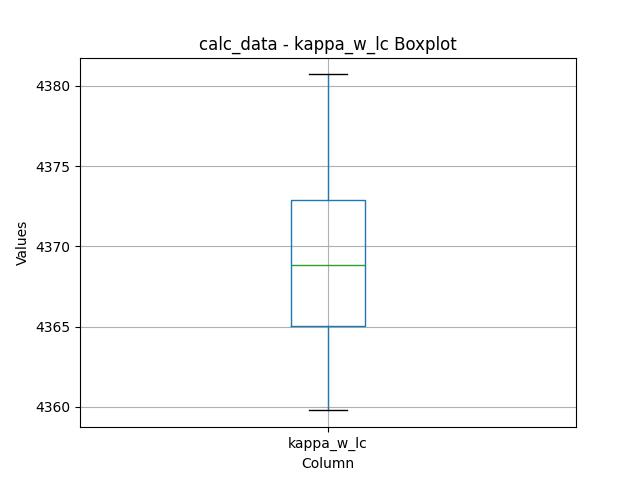 calc_data - kappa_w_lc Boxplot
4380
4375
4370
4365
4360
Values
kappa_w_lc
Column